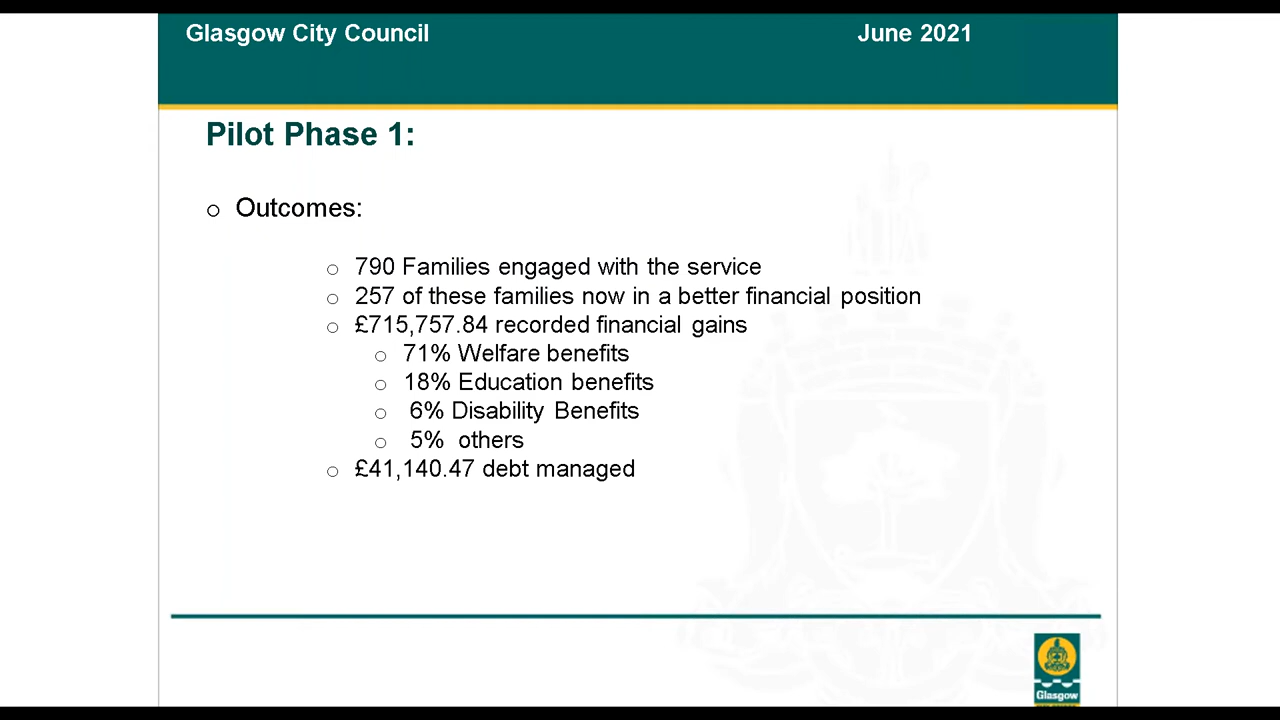 Glasgow City Council June 2021
Pilot Phase 1:
o Outcomes:
o 790 Families engaged with the service
o 257 of these families now in a better financial position
o £715,757.84 recorded financial gains
o 71% Welfare benefits
o 18% Education benefits
o 6% Disability Benefits
o 5% others
o £41,140.47 debt managed
Glasgow